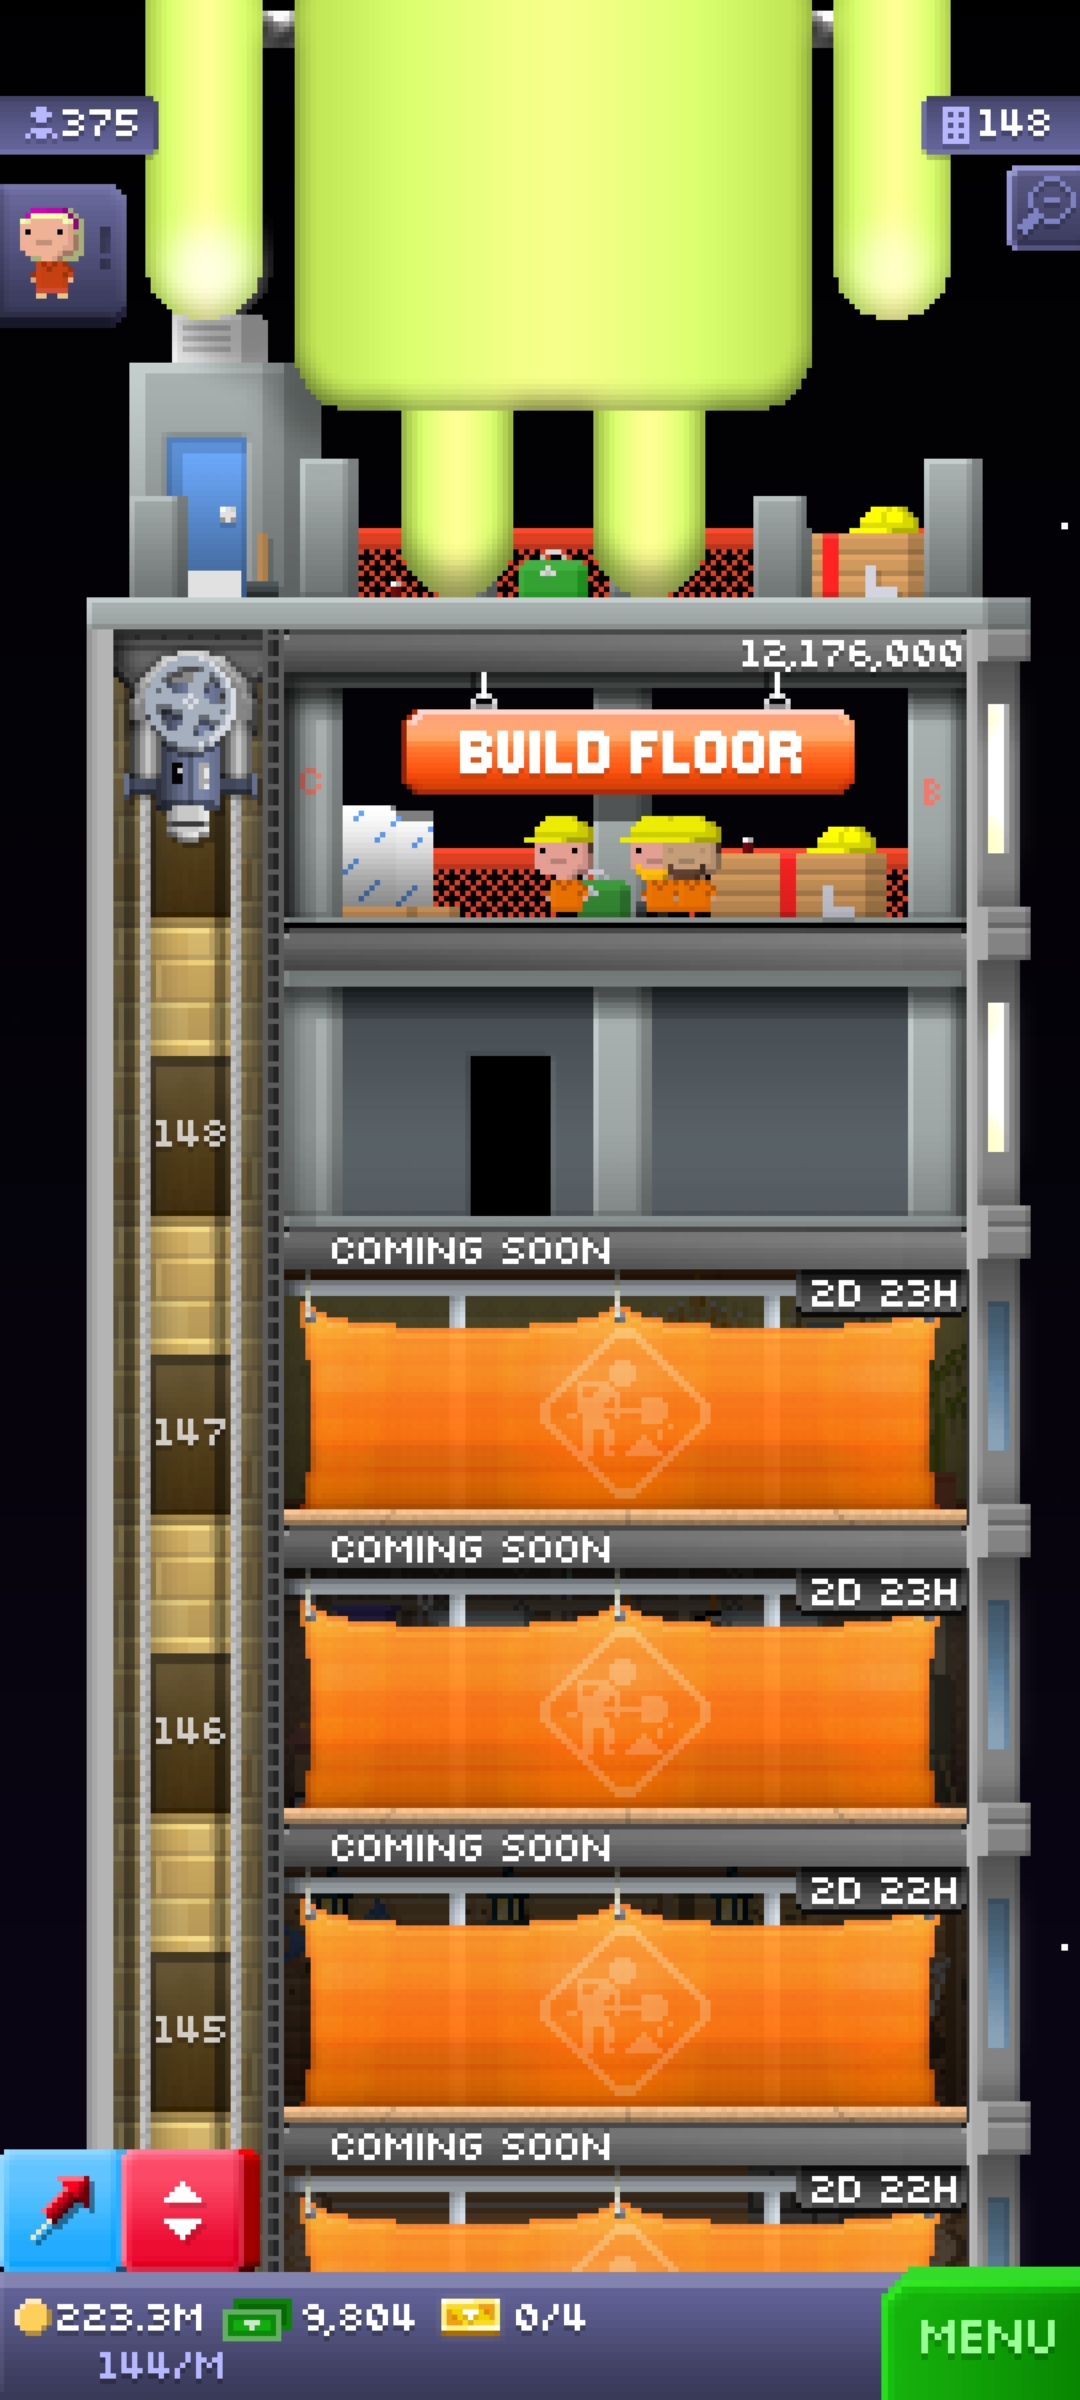 375
148
!
12,176,000
BUILD FLOOR
C
B
148
COMING SOON
2D 23H
147
COMING SOON
2D 23H
146
COMING SOON
2D 22H
145
COMING SOON
2D 22H
223.3M 9,804 0/4
144/M
MENU